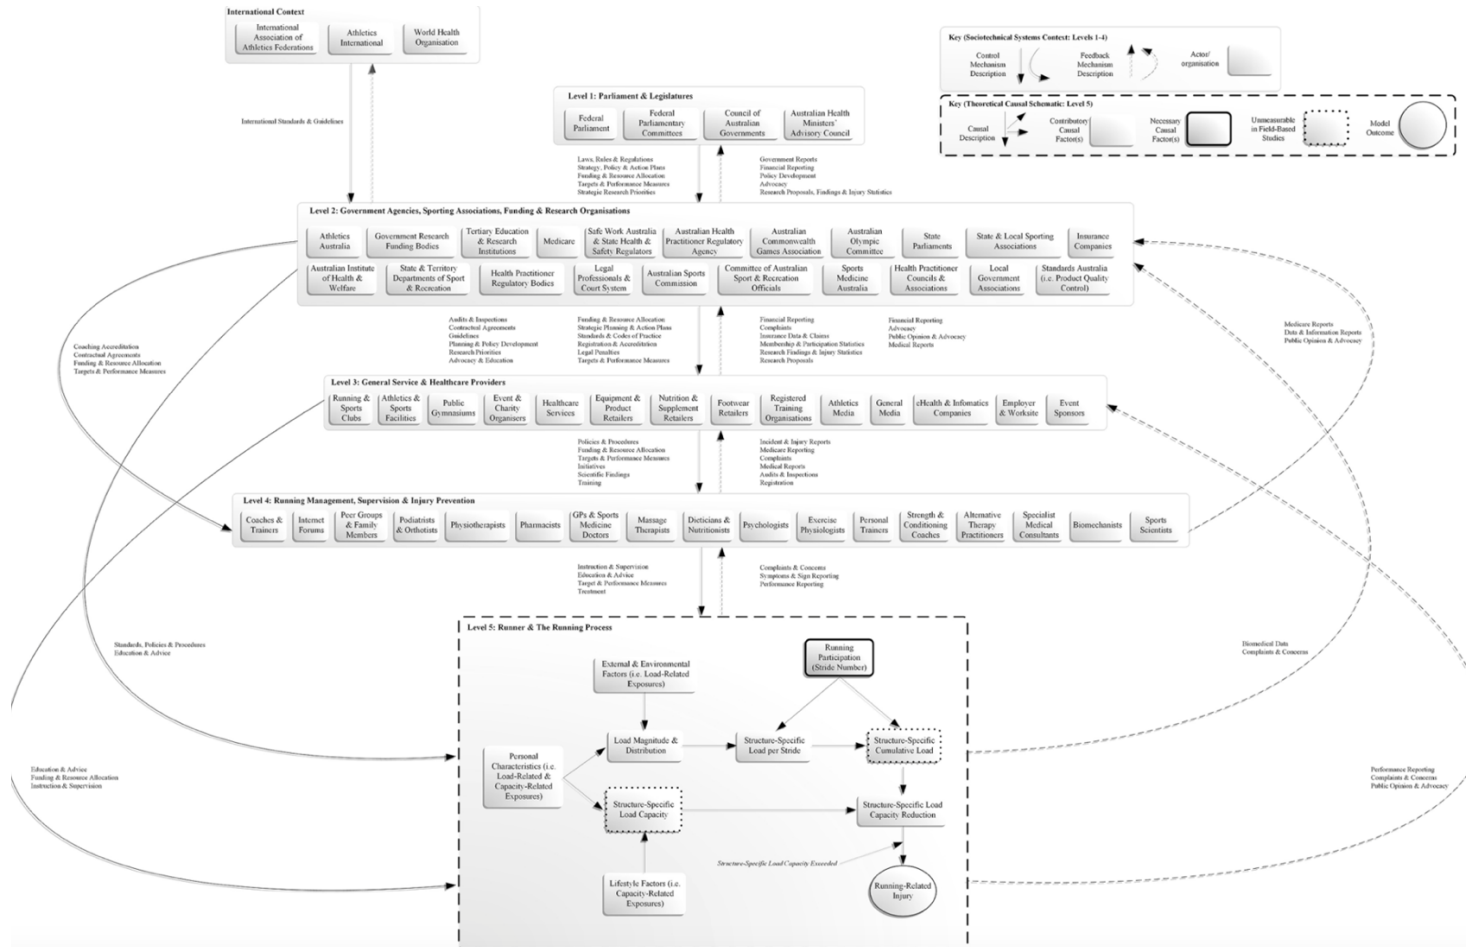 International Context
International
Association of
Athletics Federations
Athletics
International
World Health
Organisation
Key (Sociotechnical Systems Context: Levels 1-4)
Control
Mechanism
Description
Feedback
Mechanism
Description
Actor/
organisation
Key (Theoretical Causal Schematic: Level 5)
Causal
Description
Contributory
Causal
Factor(s)
Necessary
Causal
Factor(s)
Unmeasurable
in Field-Based
Studies
Model
Outcome
International Standards & Guidelines
Level 1: Parliament & Legislatures
Federal
Parliament
Federal
Parliamentary
Committees
Council of
Australian
Governments
Australian Health
Ministers'
Advisory Council
Laws, Rules & Regulations
Strategy, Policy & Action Plans
Funding & Resource Allocation
Targets & Performance Measures
Strategic Research Priorities
Government Reports
Financial Reporting
Policy Development
Advocacy
Research Proposals, Findings & Injury Statistics
Level 2: Government Agencies, Sporting Associations, Funding & Research Organisations
Athletics
Australia
Government Research
Funding Bodies
Tertiary Education
& Research
Institutions
Medicare
Safe Work Australia
& State Health &
Safety Regulators
Australian Health
Practitioner Regulatory
Agency
Australian
Commonwealth
Games Association
Australian
Olympic
Committee
State
Parliaments
State & Local Sporting
Associations
Insurance
Companies
Australian Institute
of Health &
Welfare
State & Territory
Departments of Sport
& Recreation
Health Practitioner
Regulatory Bodies
Legal
Professionals &
Court System
Australian Sports
Commission
Committee of Australian
Sport & Recreation
Officials
Sports
Medicine
Australia
Health Practitioner
Councils &
Associations
Local
Government
Associations
Standards Australia
(i.e. Product Quality
Control)
Coaching Accreditation
Contractual Agreements
Funding & Resource Allocation
Targets & Performance Measures
Audits & Inspections
Contractual Agreements
Guidelines
Planning & Policy Development
Research Priorities
Advocacy & Education
Funding & Resource Allocation
Strategic Planning & Action Plans
Standards & Codes of Practice
Registration & Accreditation
Legal Penalties
Targets & Performance Measures
Financial Reporting
Complaints
Insurance Data & Claims
Membership & Participation Statistics
Research Findings & Injury Statistics
Research Proposals
Financial Reporting
Advocacy
Public Opinion & Advocacy
Medical Reports
Medicare Reports
Data & Information Reports
Public Opinion & Advocacy
Level 3: General Service & Healthcare Providers
Running &
Sports
Clubs
Athletics &
Sports
Facilities
Public
Gymnasiums
Event &
Charity
Organisers
Healthcare
Services
Equipment &
Product
Retailers
Nutrition &
Supplement
Retailers
Footwear
Retailers
Registered
Training
Organisations
Athletics
Media
General
Media
eHealth & Infomatics
Companies
Employer
& Worksite
Event
Sponsors
Policies & Procedures
Funding & Resource Allocation
Targets & Performance Measures
Initiatives
Scientific Findings
Training
Incident & Injury Reports
Medicare Reporting
Complaints
Medical Reports
Audits & Inspections
Registration
Level 4: Running Management, Supervision & Injury Prevention
Coaches &
Trainers
Internet
Forums
Peer Groups
& Family
Members
Podiatrists
& Orthotists
Physiotherapists
Pharmacists
GPs & Sports
Medicine
Doctors
Massage
Therapists
Dieticians &
Nutritionists
Psychologists
Exercise
Physiologists
Personal
Trainers
Strength &
Conditioning
Coaches
Alternative
Therapy
Practitioners
Specialist
Medical
Consultants
Biomechanists
Sports
Scientists
Instruction & Supervision
Education & Advice
Target & Performance Measures
Treatment
Complaints & Concerns
Symptoms & Sign Reporting
Performance Reporting
Standards, Policies & Procedures
Education & Advice
Biomedical Data
Complaints & Concerns
Education & Advice
Funding & Resource Allocation
Instruction & Supervision
Performance Reporting
Complaints & Concerns
Public Opinion & Advocacy
Level 5: Runner & The Running Process
Running
Participation
(Stride Number)
External & Environmental
Factors (i.e. Load-Related
Exposures)
Load Magnitude &
Distribution
Structure-Specific
Load per Stride
Structure-Specific
Cumulative Load
Personal
Characteristics (i.e.
Load-Related &
Capacity-Related
Exposures)
Structure-Specific
Load Capacity
Structure-Specific Load
Capacity Reduction
Structure-Specific Load Capacity Exceeded
Lifestyle Factors (i.e.
Capacity-Related
Exposures)
Running-Related
Injury